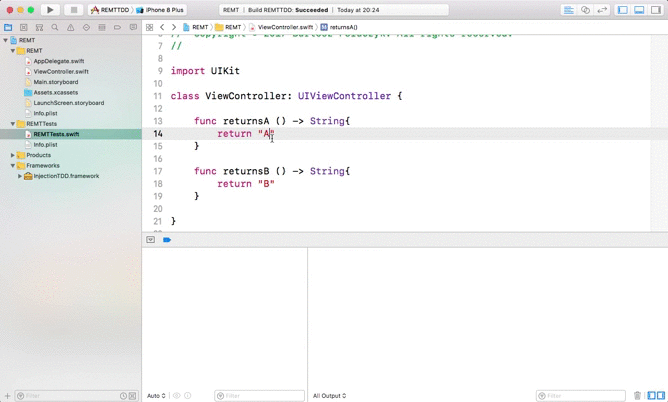 REMTTDD iPhone 8 Plus REMT | Build REMTTDD: Succeeded | Today at 20:24
REMT REMT ViewController.swift returnsA()
REMT
REMT
AppDelegate.swift
ViewController.swift
Main.storyboard
Assets.xcassets
LaunchScreen.storyboard
Info.plist
REMTTests
REMTTests.swift
Info.plist
Products
Frameworks
InjectionTDD.framework
7 //
8
9 import UIKit
10
11 class ViewController: UIViewController {
12
13 func returnsA () -> String{
14 return "A"
15 }
16
17 func returnsB () -> String{
18 return "B"
19 }
20
21 }
Filter Auto Filter All Output Filter